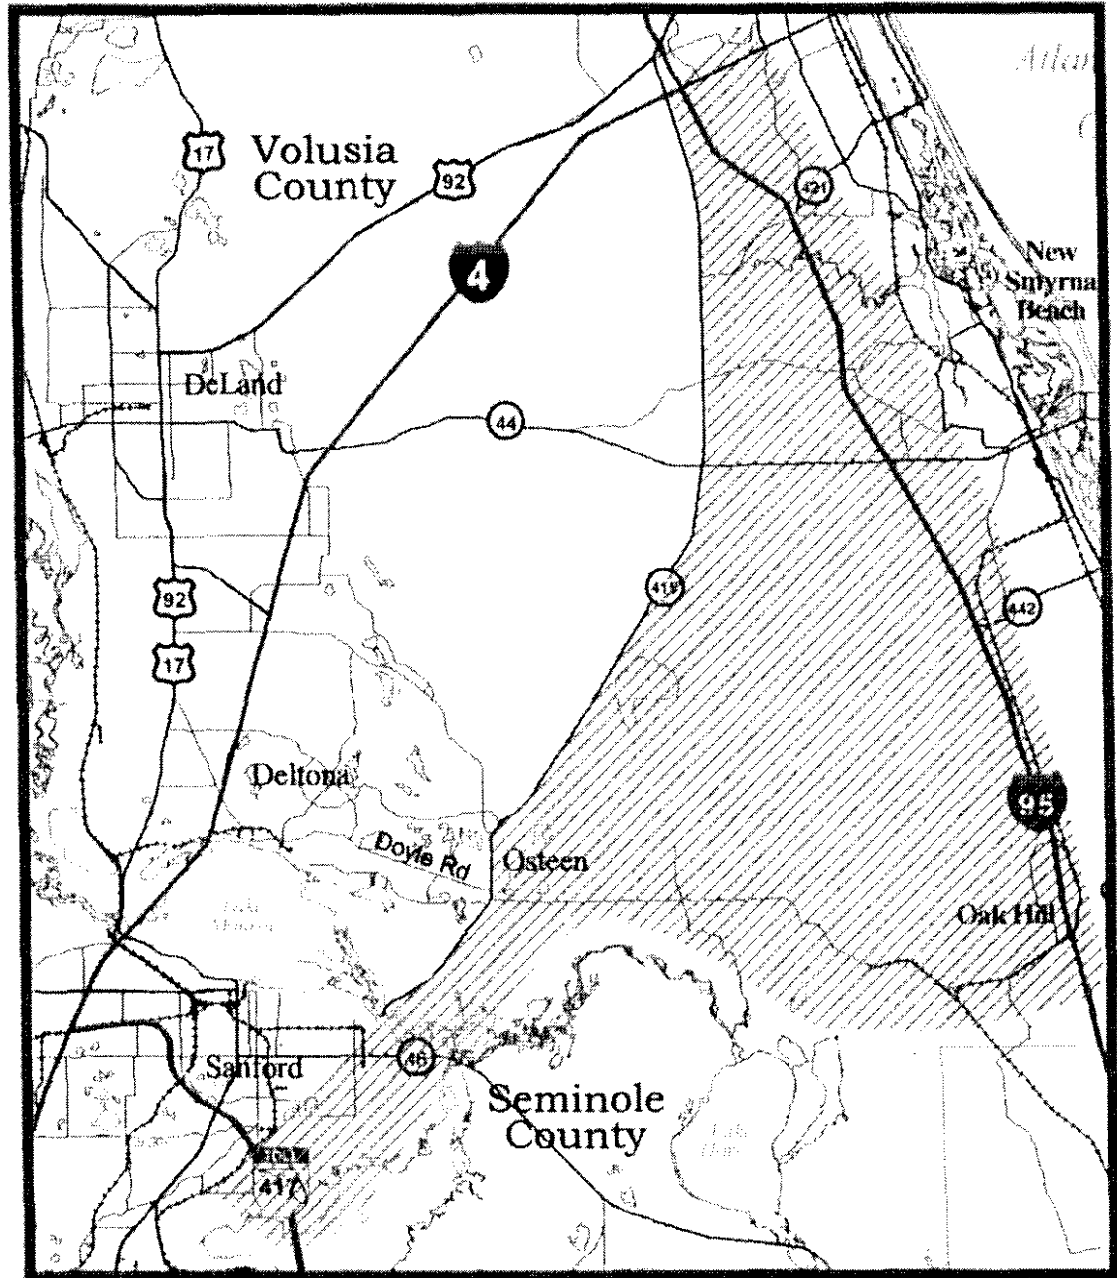 Volusia
County
17
92
4
421
New
Smyrna
Beach
DeLand
44
92
17
442
Deltona
95
Doyle Rd
Osteen
Oak Hill
Sanford
46
Seminole
County
417